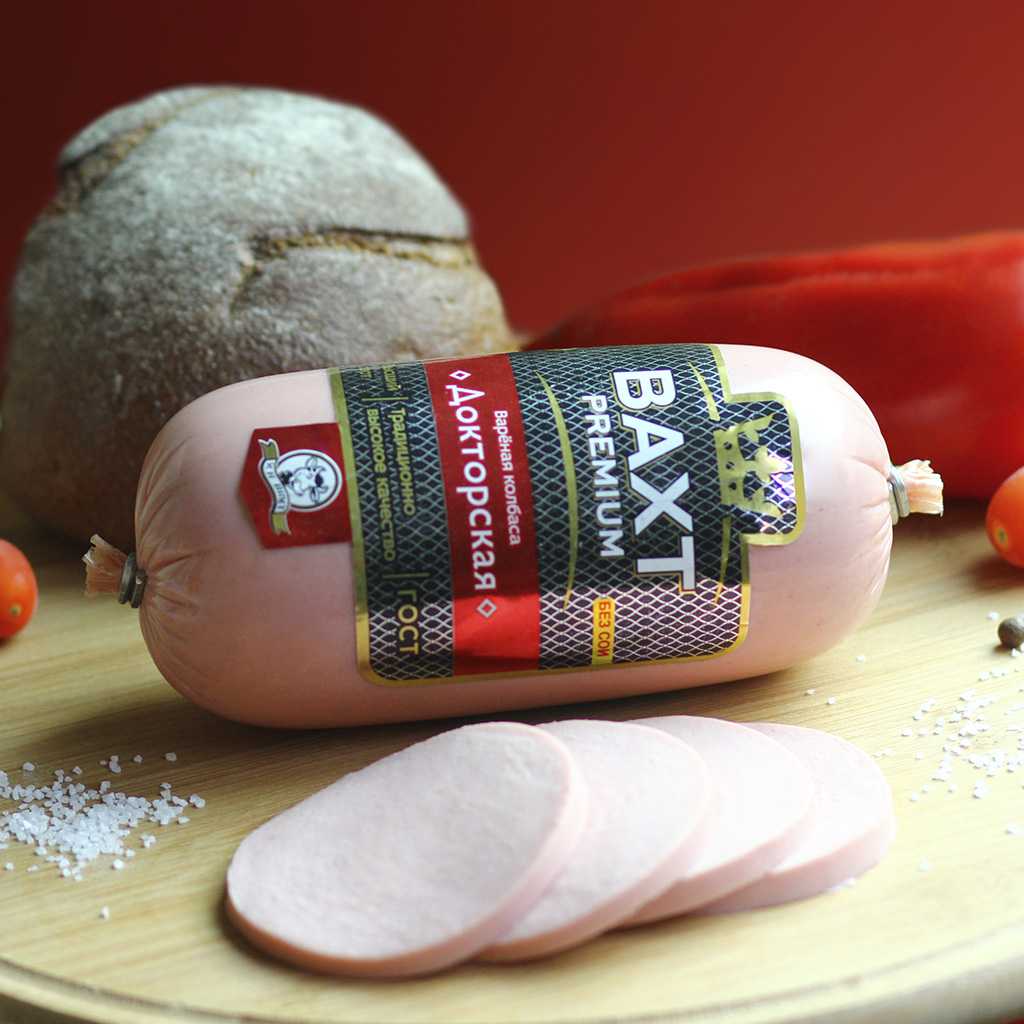 BAXT
PREMIUM
БЕЗ СОИ
Варёная колбаса
Докторская
Традиционно
высокое качество
ГОСТ